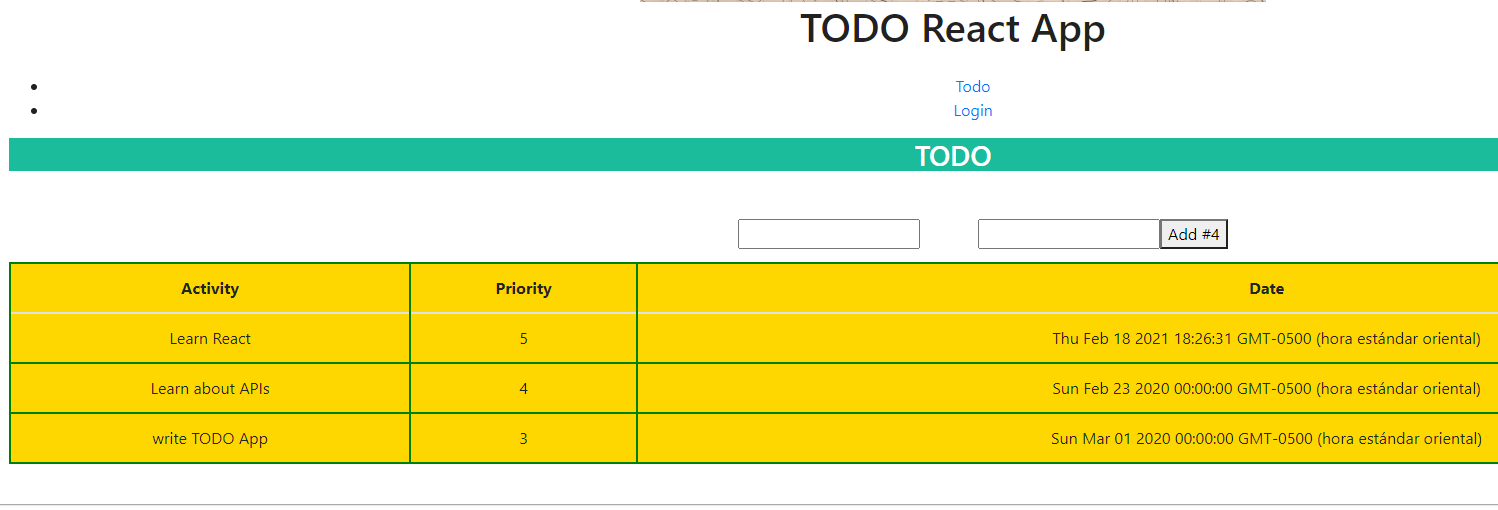 TODO React App
Todo
Login
TODO
Add #4
Activity Priority Date
Learn React 5 Thu Feb 18 2021 18:26:31 GMT-0500 (hora estándar oriental)
Learn about APIs 4 Sun Feb 23 2020 00:00:00 GMT-0500 (hora estándar oriental)
write TODO App 3 Sun Mar 01 2020 00:00:00 GMT-0500 (hora estándar oriental)